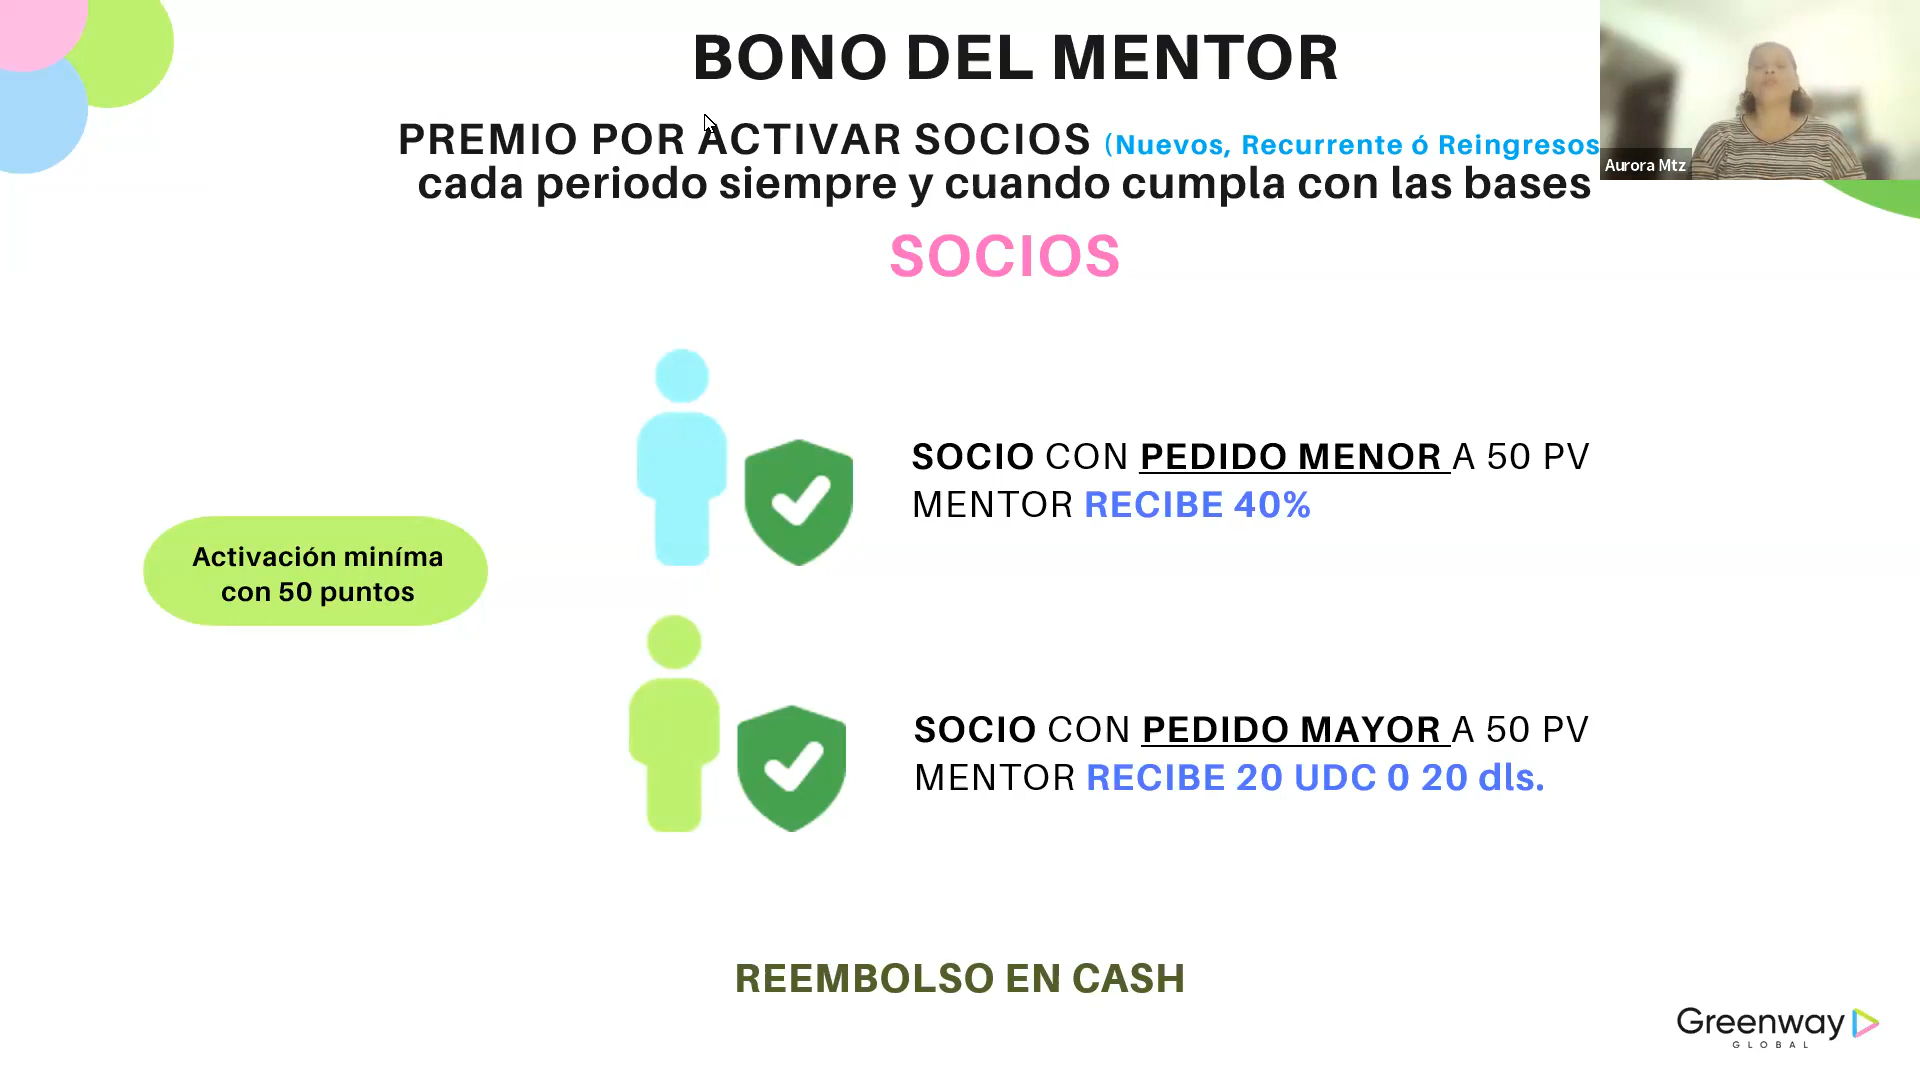 BONO DEL MENTOR
PREMIO POR ACTIVAR SOCIOS (Nuevos, Recurrente ó Reingresos
cada periodo siempre y cuando cumpla con las bases
Aurora Mtz
SOCIOS
SOCIO CON PEDIDO MENOR A 50 PV
MENTOR RECIBE 40%
Activación miníma
con 50 puntos
SOCIO CON PEDIDO MAYOR A 50 PV
MENTOR RECIBE 20 UDC 0 20 dls.
REEMBOLSO EN CASH
Greenway
GLOBAL